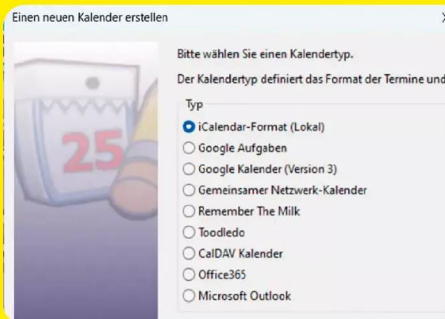 Einen neuen Kalender erstellen
25
Bitte wählen Sie einen Kalendertyp.
Der Kalendertyp definiert das Format der Termine und
Typ
iCalendar-Format (Lokal)
Google Aufgaben
Google Kalender (Version 3)
Gemeinsamer Netzwerk-Kalender
Remember The Milk
Toodledo
CalDAV Kalender
Office365
Microsoft Outlook